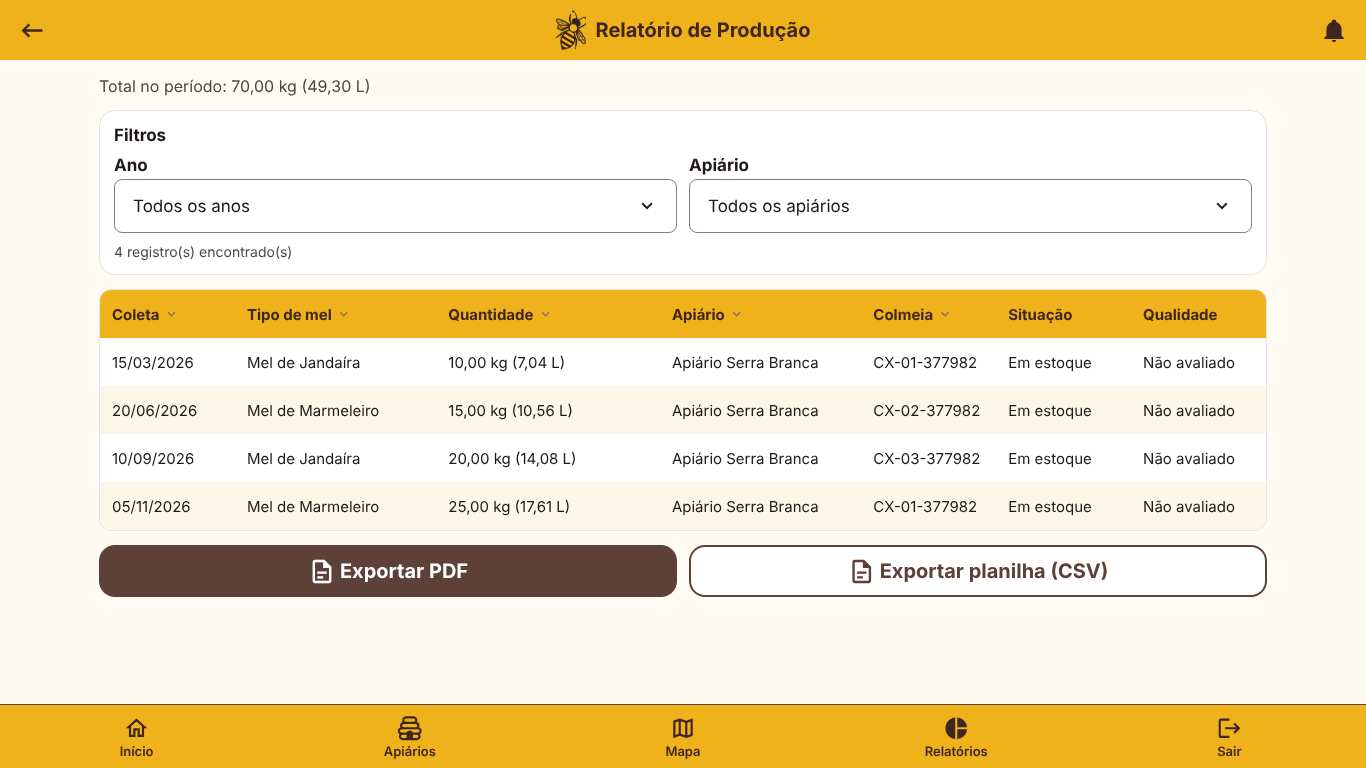 Relatório de Produção
Total no período: 70,00 kg (49,30 L)
Filtros
Ano Apiário
Todos os anos Todos os apiários
4 registro(s) encontrado(s)
Coleta Tipo de mel Quantidade Apiário Colmeia Situação Qualidade
15/03/2026 Mel de Jandaíra 10,00 kg (7,04 L) Apiário Serra Branca CX-01-377982 Em estoque Não avaliado
20/06/2026 Mel de Marmeleiro 15,00 kg (10,56 L) Apiário Serra Branca CX-02-377982 Em estoque Não avaliado
10/09/2026 Mel de Jandaíra 20,00 kg (14,08 L) Apiário Serra Branca CX-03-377982 Em estoque Não avaliado
05/11/2026 Mel de Marmeleiro 25,00 kg (17,61 L) Apiário Serra Branca CX-01-377982 Em estoque Não avaliado
Exportar PDF Exportar planilha (CSV)
Início Apiários Mapa Relatórios Sair